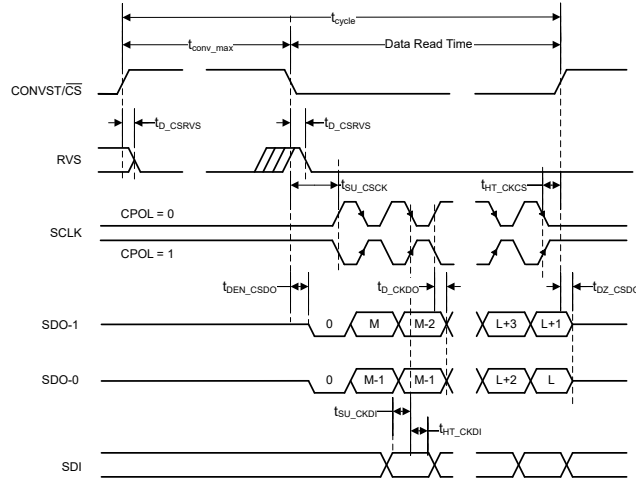 t_cycle
t_conv_max
Data Read Time
CONVST/C̅S̅
t_D_CSRVS
t_D_CSRVS
RVS
t_SU_CSCK
t_HT_CKCS
CPOL = 0
SCLK
CPOL = 1
t_DEN_CSDO
t_D_CKDO
t_DZ_CSDO
SDO-1
0
M
M-2
L+3
L+1
SDO-0
0
M-1
M-1
L+2
L
t_SU_CKDI
t_HT_CKDI
SDI